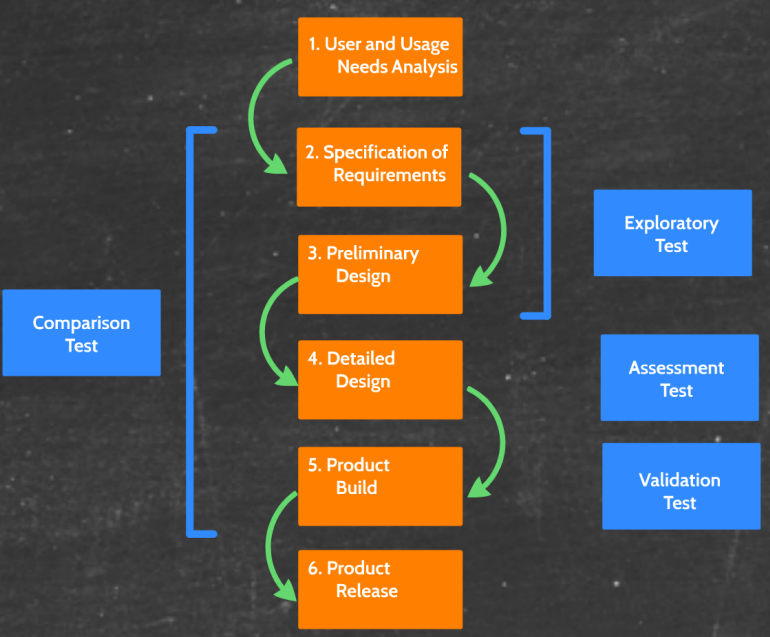 1. User and Usage
Needs Analysis
2. Specification of
Requirements
Exploratory
Test
3. Preliminary
Design
Comparison
Test
4. Detailed
Design
Assessment
Test
5. Product
Build
Validation
Test
6. Product
Release